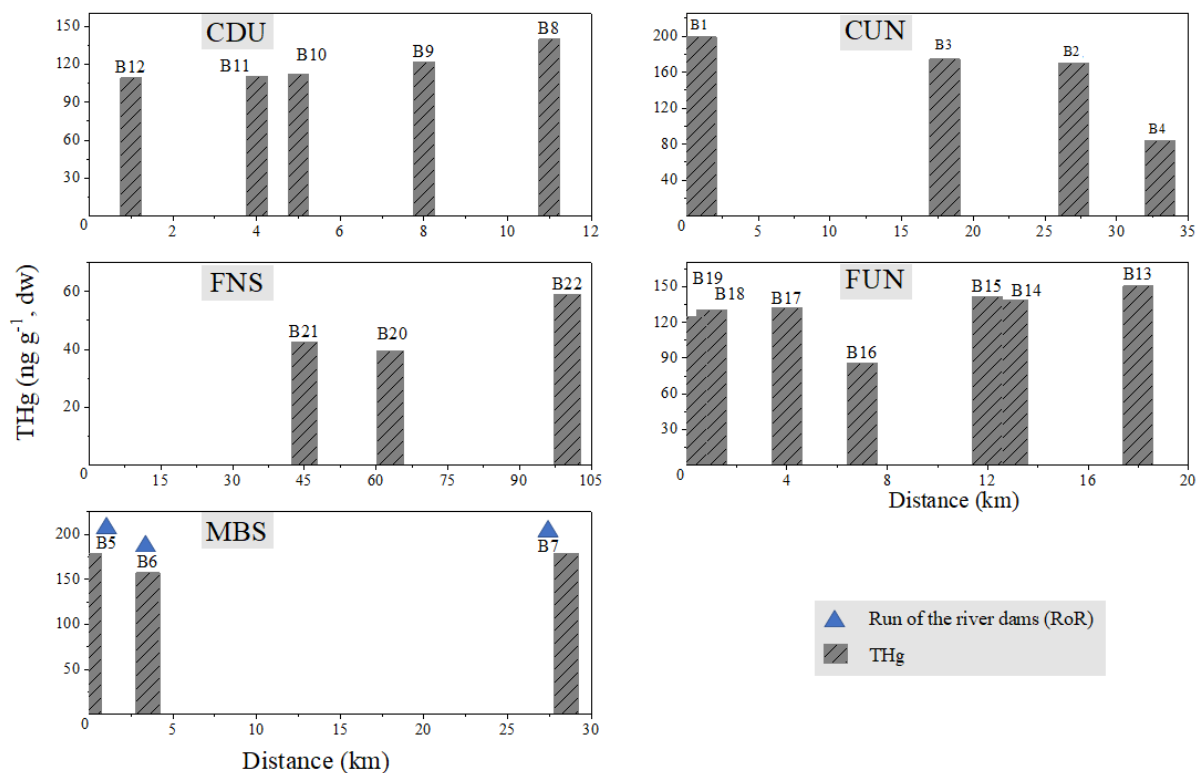 CDU
150
120
90
60
30
B12
B11
B10
B9
B8
0
2
4
6
8
10
12
CUN
200
160
120
80
40
B1
B3
B2
B4
0
5
10
15
20
25
30
35
THg (ng g⁻¹, dw)
FNS
60
40
20
B21
B20
B22
0
15
30
45
60
75
90
105
FUN
150
120
90
60
30
B19
B18
B17
B16
B15
B14
B13
0
4
8
12
16
20
Distance (km)
MBS
200
150
100
50
B5
B6
B7
0
5
10
15
20
25
30
Distance (km)
Run of the river dams (RoR)
THg